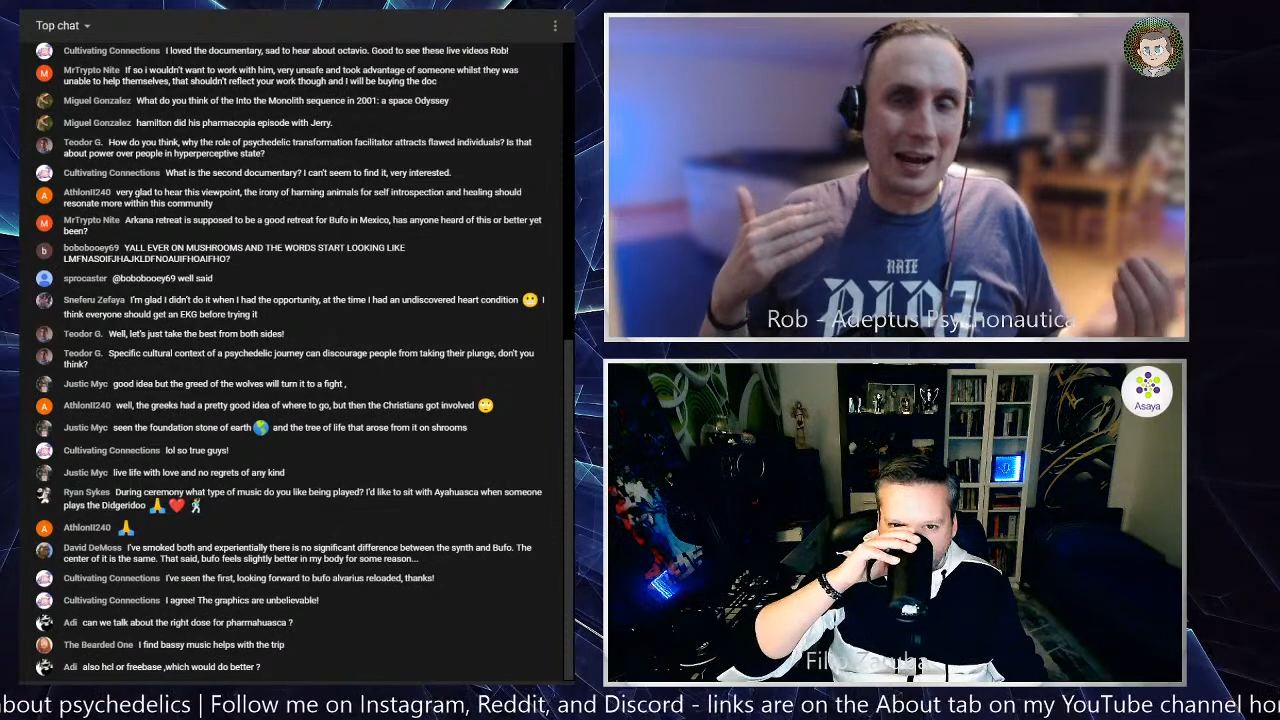 Top chat
Cultivating Connections I loved the documentary, sad to hear about octavio. Good to see these live videos Rob!
MrTrypto Nite If so i wouldn't want to work with him, very unsafe and took advantage of someone whilst they was
unable to help themselves, that shouldn't reflect your work though and I will be buying the doc
Miguel Gonzalez What do you think of the Into the Monolith sequence in 2001: a space Odyssey
Miguel Gonzalez hamilton did his pharmacopia episode with Jerry.
Teodor G. How do you think, why the role of psychedelic transformation facilitator attracts flawed individuals? Is that
about power over people in hyperperceptive state?
Cultivating Connections What is the second documentary? I can't seem to find it, very interested.
AthlonII240 very glad to hear this viewpoint, the irony of harming animals for self introspection and healing should
resonate more within this community
MrTrypto Nite Arkana retreat is supposed to be a good retreat for Bufo in Mexico, has anyone heard of this or better yet
been?
bobobooey69 YALL EVER ON MUSHROOMS AND THE WORDS START LOOKING LIKE
LMFNASOIFJHAJKLDFNOAUIFHOAIFHO?
sprocaster @bobobooey69 well said
Sneferu Zefaya I'm glad I didn't do it when I had the opportunity, at the time I had an undiscovered heart condition 😬 I
think everyone should get an EKG before trying it
Teodor G. Well, let's just take the best from both sides!
Teodor G. Specific cultural context of a psychedelic journey can discourage people from taking their plunge, don't you
think?
Justic Myc good idea but the greed of the wolves will turn it to a fight ,
AthlonII240 well, the greeks had a pretty good idea of where to go, but then the Christians got involved 🙄
Justic Myc seen the foundation stone of earth 🌎 and the tree of life that arose from it on shrooms
Cultivating Connections lol so true guys!
Justic Myc live life with love and no regrets of any kind
Ryan Sykes During ceremony what type of music do you like being played? I'd like to sit with Ayahuasca when someone
plays the Didgeridoo 🙏 ❤️ 🕺
AthlonII240 🙏
David DeMoss I've smoked both and experientially there is no significant difference between the synth and Bufo. The
center of it is the same. That said, bufo feels slightly better in my body for some reason...
Cultivating Connections I've seen the first, looking forward to bufo alvarius reloaded, thanks!
Cultivating Connections I agree! The graphics are unbelievable!
Adi can we talk about the right dose for pharmahuasca ?
The Bearded One I find bassy music helps with the trip
Adi also hcl or freebase ,which would do better ?
Rob - Adeptus Psychonautica
Asaya
Filip Zaruba
about psychedelics | Follow me on Instagram, Reddit, and Discord - links are on the About tab on my YouTube channel